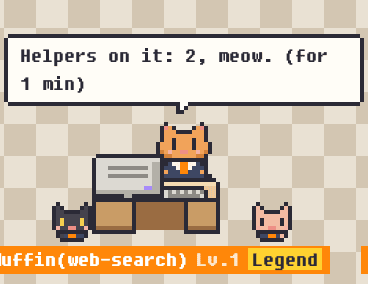 Helpers on it: 2, meow. (for
1 min)
uffin(web-search) Lv.1 Legend